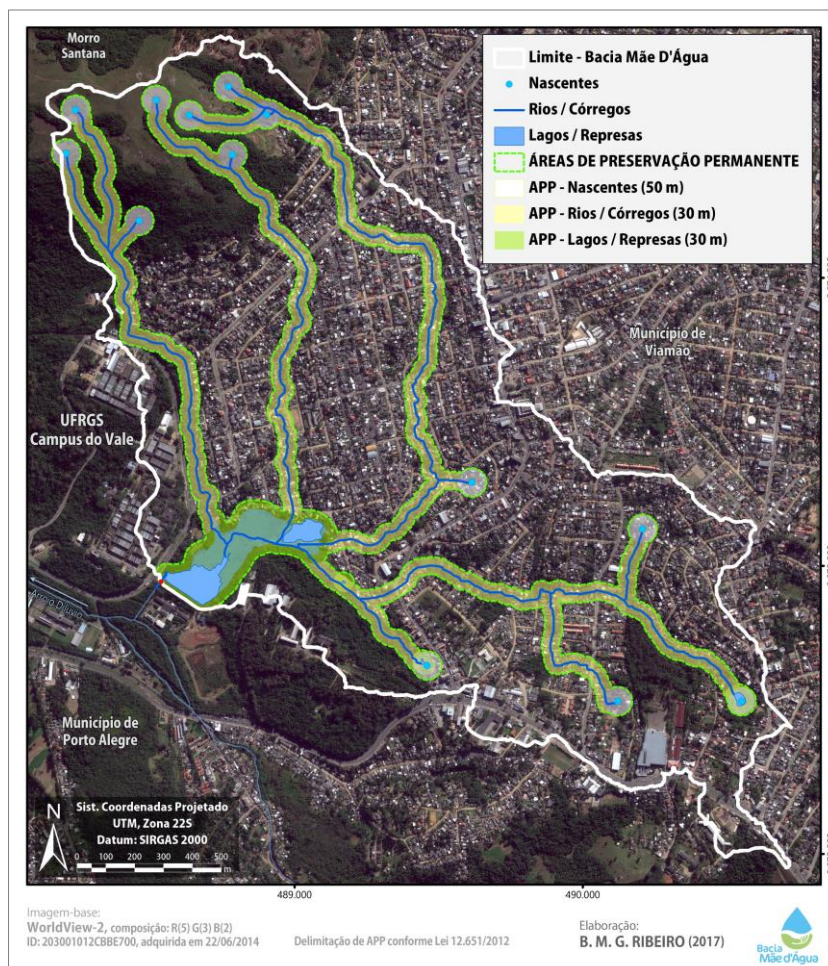 Morro
Santana
Limite - Bacia Mãe D'Água
Nascentes
Rios / Córregos
Lagos / Represas
ÁREAS DE PRESERVAÇÃO PERMANENTE
APP - Nascentes (50 m)
APP - Rios / Córregos (30 m)
APP - Lagos / Represas (30 m)
Município de
Viamão
UFRGS
Campus do Vale
Arroio Dilúvio
Município de
Porto Alegre
N
Sist. Coordenadas Projetado
UTM, Zona 22S
Datum: SIRGAS 2000
0 100 200 300 400 500
m
489.000
490.000
Imagem-base:
WorldView-2, composição: R(5) G(3) B(2)
ID: 203001012CBBE700, adquirida em 22/06/2014
Delimitação de APP conforme Lei 12.651/2012
Elaboração:
B. M. G. RIBEIRO (2017)
Bacia
Mãe d'Água